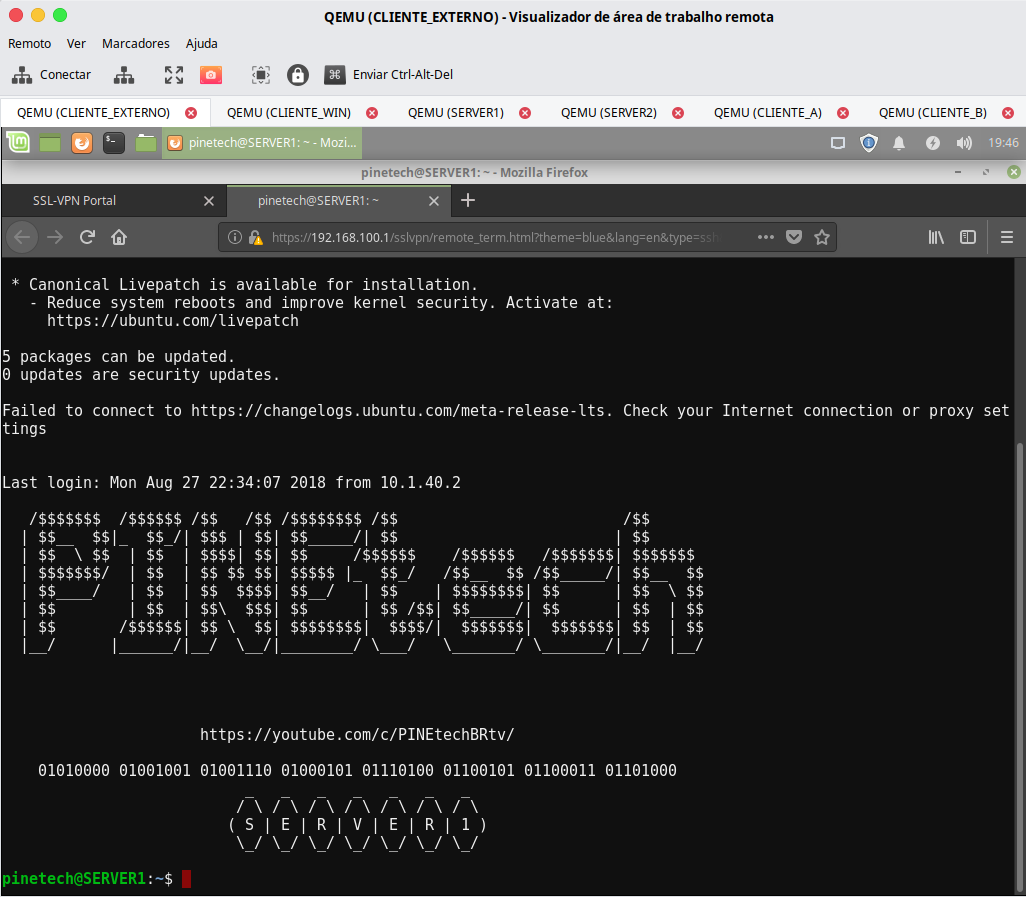 QEMU (CLIENTE_EXTERNO) - Visualizador de área de trabalho remota
Remoto Ver Marcadores Ajuda
Conectar Enviar Ctrl-Alt-Del
QEMU (CLIENTE_EXTERNO) QEMU (CLIENTE_WIN) QEMU (SERVER1) QEMU (SERVER2) QEMU (CLIENTE_A) QEMU (CLIENTE_B)
pinetech@SERVER1: ~ - Mozi... 19:46
pinetech@SERVER1: ~ - Mozilla Firefox
SSL-VPN Portal pinetech@SERVER1: ~
https://192.168.100.1/sslvpn/remote_term.html?theme=blue&lang=en&type=ssh
* Canonical Livepatch is available for installation.
- Reduce system reboots and improve kernel security. Activate at:
https://ubuntu.com/livepatch
5 packages can be updated.
0 updates are security updates.
Failed to connect to https://changelogs.ubuntu.com/meta-release-lts. Check your Internet connection or proxy set
tings
Last login: Mon Aug 27 22:34:07 2018 from 10.1.40.2
PINEtech
https://youtube.com/c/PINEtechBRtv/
01010000 01001001 01001110 01000101 01110100 01100101 01100011 01101000
( S | E | R | V | E | R | 1 )
pinetech@SERVER1:~$